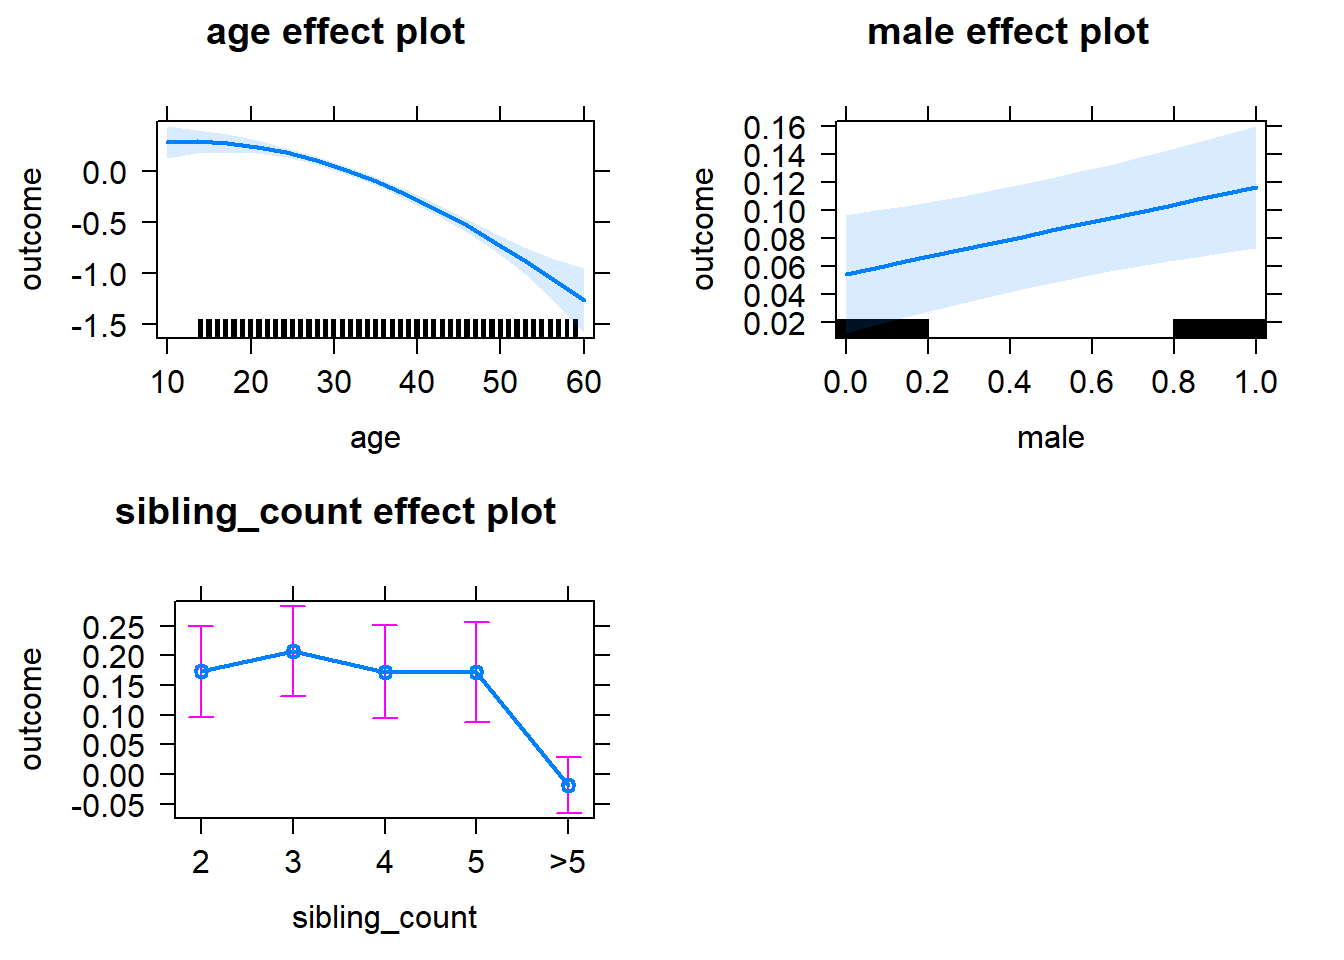 age effect plot
outcome
0.0
-0.5
-1.0
-1.5
10 20 30 40 50 60
age
male effect plot
outcome
0.16
0.14
0.12
0.10
0.08
0.06
0.04
0.02
0.0 0.2 0.4 0.6 0.8 1.0
male
sibling_count effect plot
outcome
0.25
0.20
0.15
0.10
0.05
0.00
-0.05
2 3 4 5 >5
sibling_count